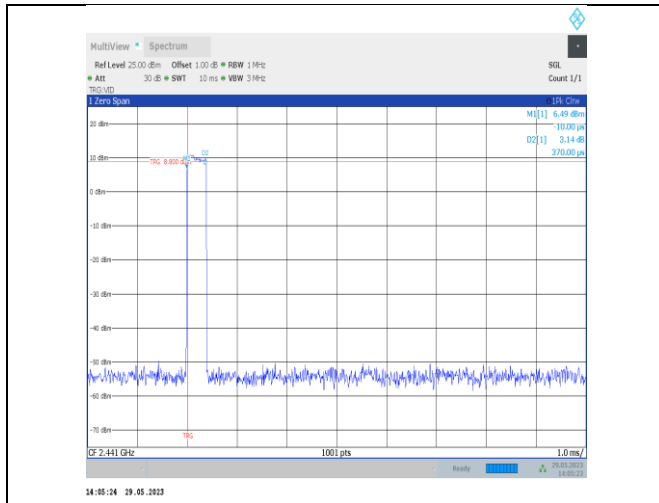 MultiView Spectrum
Ref Level 25.00 dBm Offset 1.00 dB RBW 1 MHz SGL
Att 30 dB SWT 10 ms VBW 3 MHz Count 1/1
TRG:VID
1 Zero Span 1Pk Clrw
M1[1] 6.49 dBm
-10.00 µs
D2[1] 3.14 dB
370.00 µs
20 dBm
D2
10 dBm
TRG 8.800 dBm M1
0 dBm
-10 dBm
-20 dBm
-30 dBm
-40 dBm
-50 dBm
-60 dBm
-70 dBm
TRG
CF 2.441 GHz 1001 pts 1.0 ms/
Ready 29.05.2023
14:05:23
14:05:24 29.05.2023